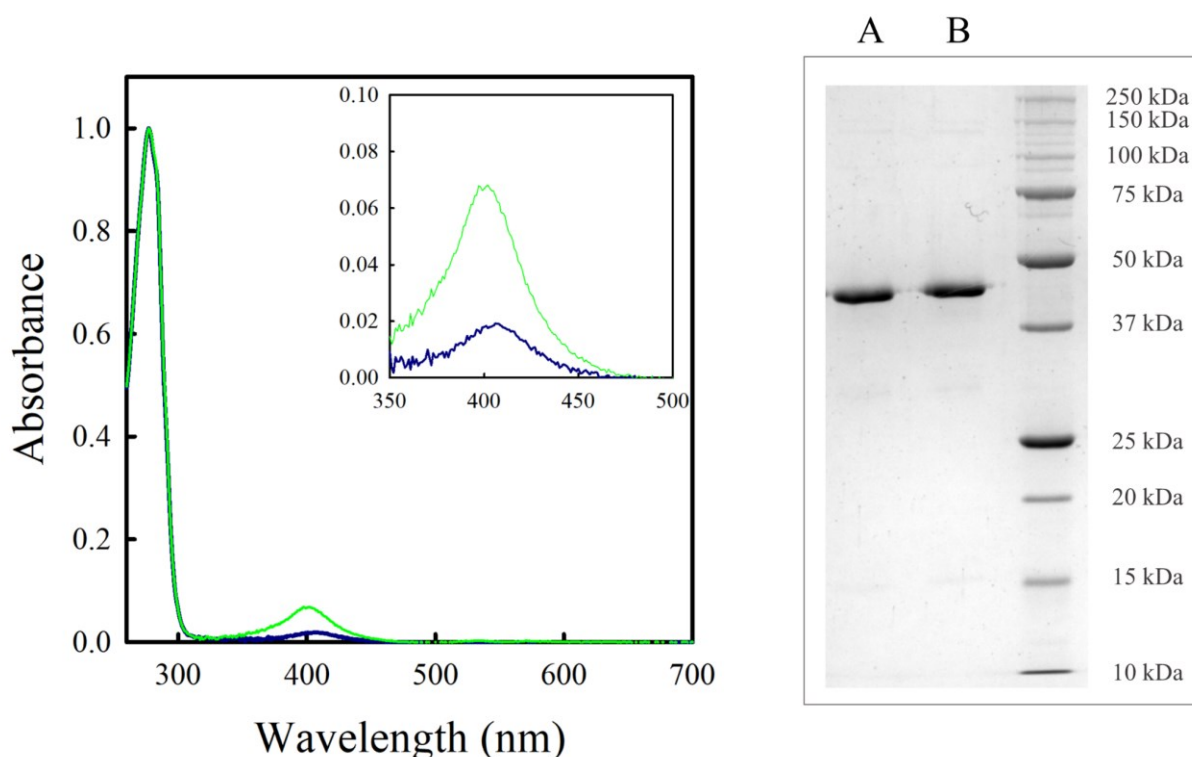 A B
0.10
0.08
0.06
0.04
0.02
0.00
350 400 450 500
1.0
0.8
0.6
0.4
0.2
0.0
300 400 500 600 700
Absorbance
Wavelength (nm)
250 kDa
150 kDa
100 kDa
75 kDa
50 kDa
37 kDa
25 kDa
20 kDa
15 kDa
10 kDa